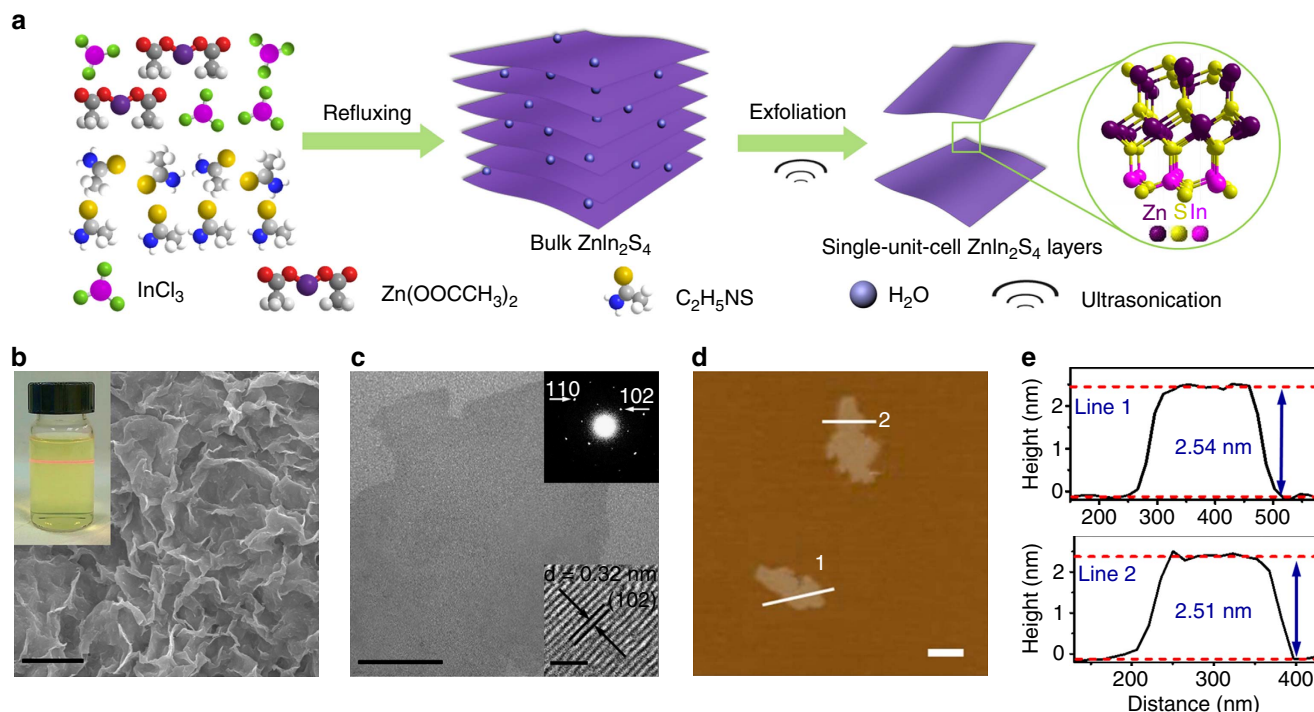 a
Refluxing
Exfoliation
Zn S In
Bulk ZnIn₂S₄
Single-unit-cell ZnIn₂S₄ layers
InCl₃
Zn(OOCCH₃)₂
C₂H₅NS
H₂O
Ultrasonication
b
c
110
102
d = 0.32 nm
(102)
d
2
1
e
Height (nm)
2
1
0
Line 1
2.54 nm
200 300 400 500
Height (nm)
2
1
0
Line 2
2.51 nm
200 300 400
Distance (nm)